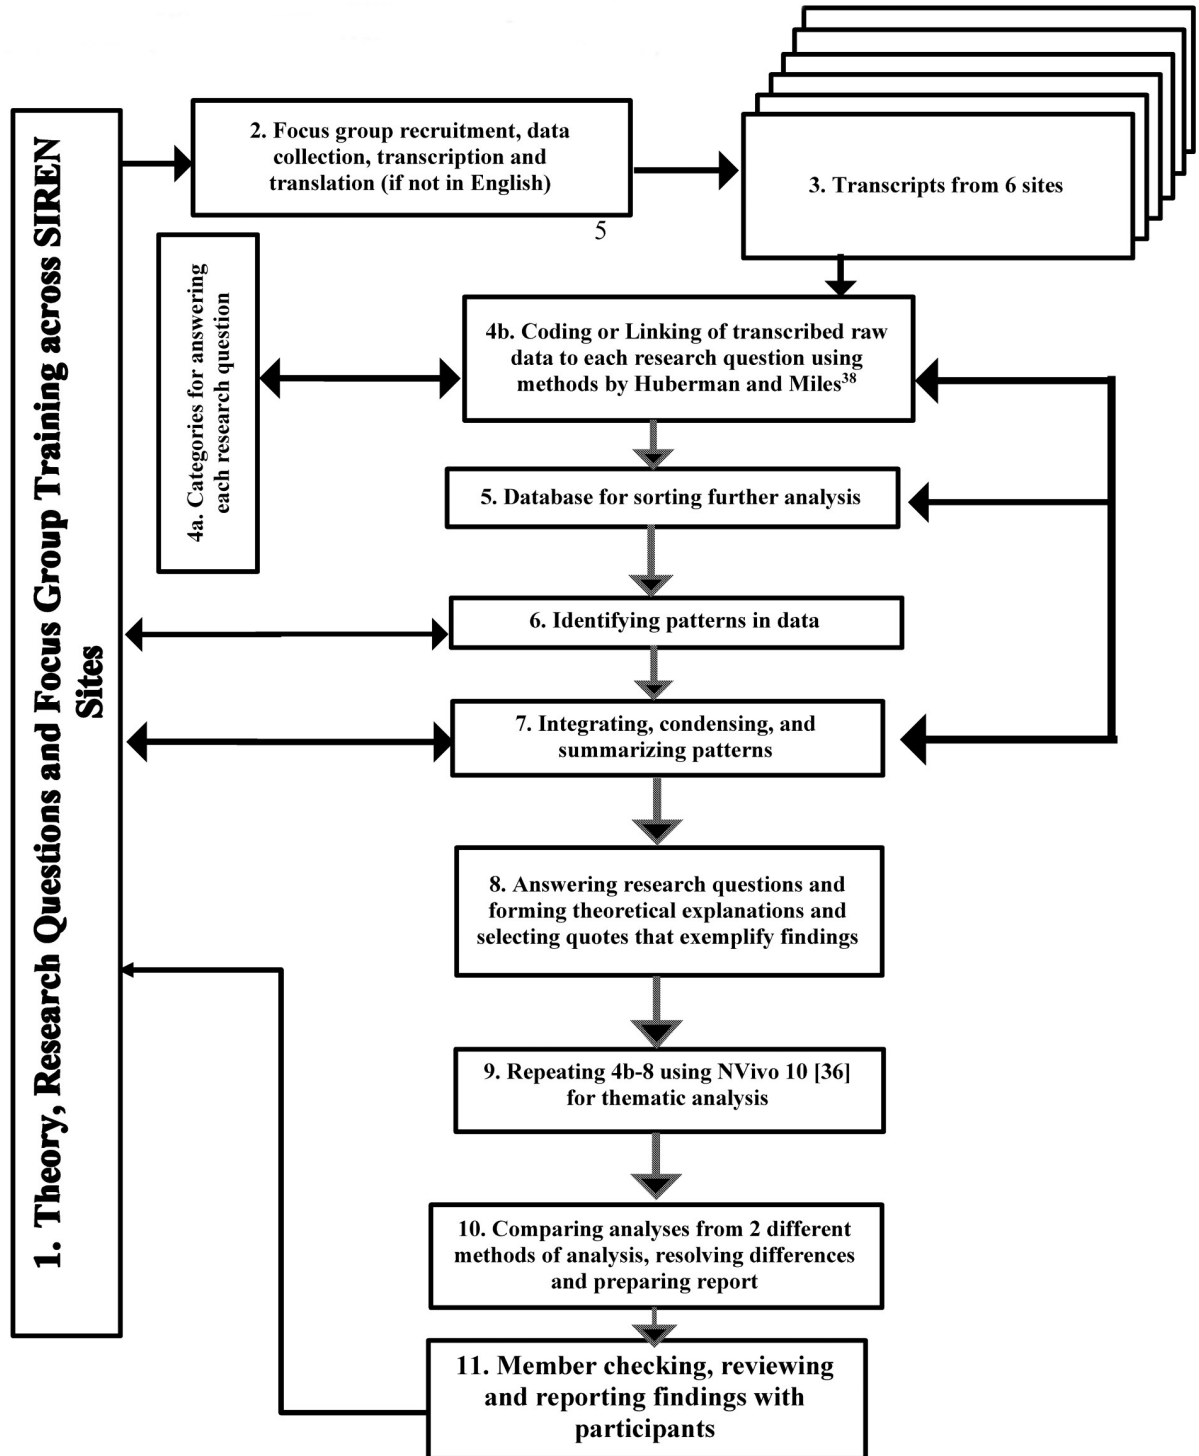 1. Theory, Research Questions and Focus Group Training across SIREN
Sites
2. Focus group recruitment, data
collection, transcription and
translation (if not in English)
5
3. Transcripts from 6 sites
4a. Categories for answering
each research question
4b. Coding or Linking of transcribed raw
data to each research question using
methods by Huberman and Miles38
5. Database for sorting further analysis
6. Identifying patterns in data
7. Integrating, condensing, and
summarizing patterns
8. Answering research questions and
forming theoretical explanations and
selecting quotes that exemplify findings
9. Repeating 4b-8 using NVivo 10 [36]
for thematic analysis
10. Comparing analyses from 2 different
methods of analysis, resolving differences
and preparing report
11. Member checking, reviewing
and reporting findings with
participants